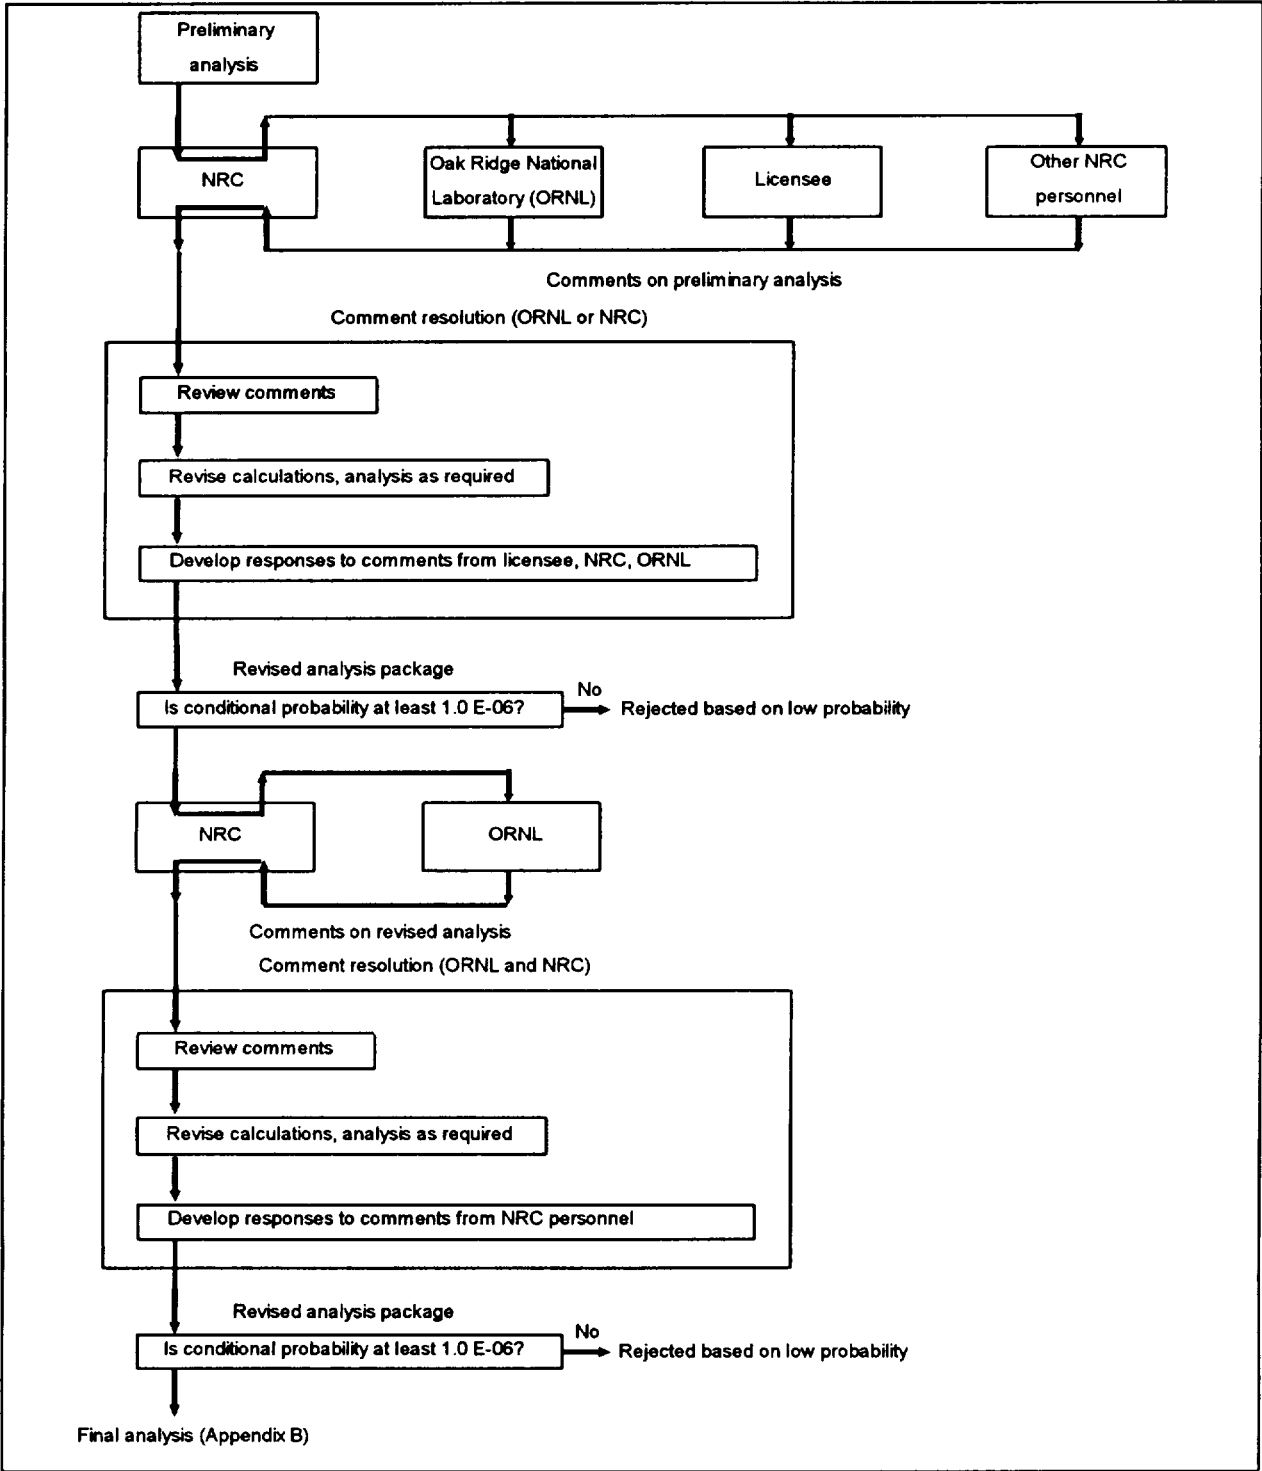 Preliminary
analysis
NRC
Oak Ridge National
Laboratory (ORNL)
Licensee
Other NRC
personnel
Comments on preliminary analysis
Comment resolution (ORNL or NRC)
Review comments
Revise calculations, analysis as required
Develop responses to comments from licensee, NRC, ORNL
Revised analysis package
Is conditional probability at least 1.0 E-06?
No
Rejected based on low probability
NRC
ORNL
Comments on revised analysis
Comment resolution (ORNL and NRC)
Review comments
Revise calculations, analysis as required
Develop responses to comments from NRC personnel
Revised analysis package
Is conditional probability at least 1.0 E-06?
No
Rejected based on low probability
Final analysis (Appendix B)